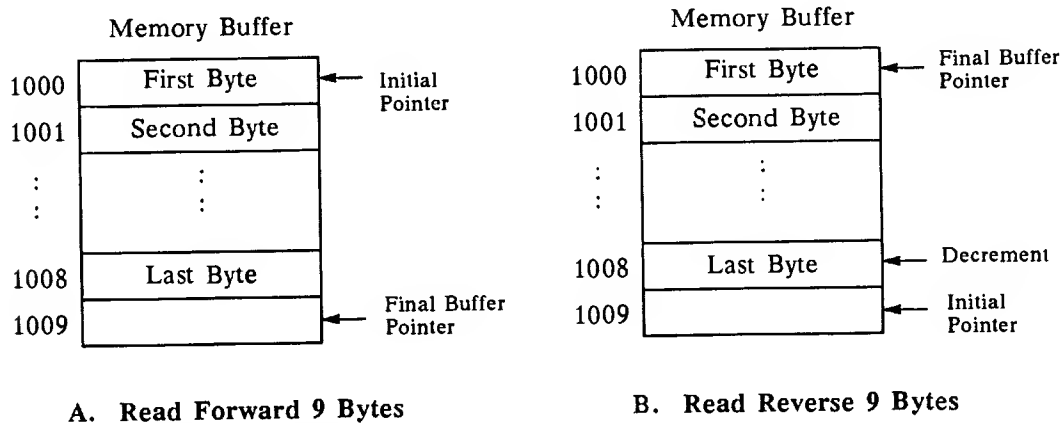 Memory Buffer
1000 First Byte Initial Pointer
1001 Second Byte
⋮ ⋮
1008 Last Byte
1009 Final Buffer Pointer
A. Read Forward 9 Bytes
Memory Buffer
1000 First Byte Final Buffer Pointer
1001 Second Byte
⋮ ⋮
1008 Last Byte Decrement
1009 Initial Pointer
B. Read Reverse 9 Bytes